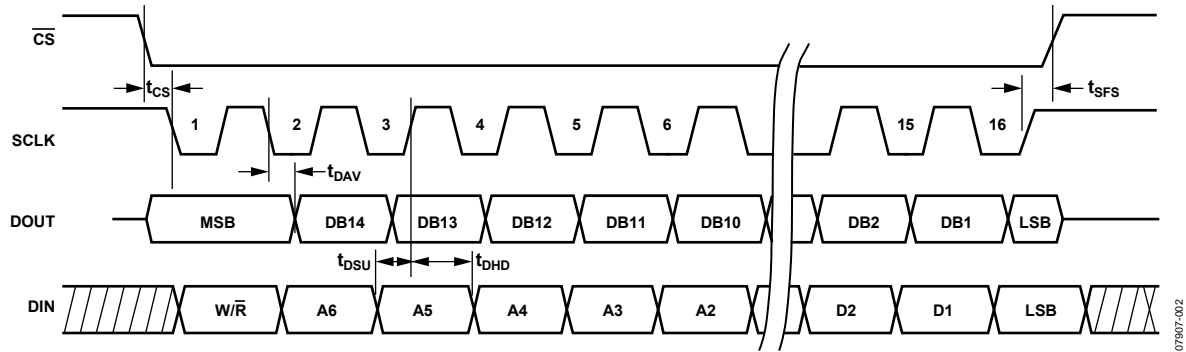 CS
tCS
tSFS
SCLK
1
2
3
4
5
6
15
16
tDAV
DOUT
MSB
DB14
DB13
DB12
DB11
DB10
DB2
DB1
LSB
tDSU
tDHD
DIN
W/R
A6
A5
A4
A3
A2
D2
D1
LSB
07907-002